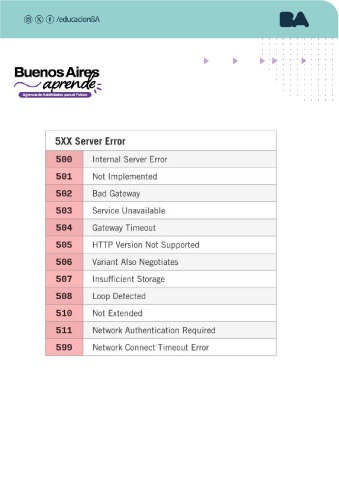 /educacionBA
BA
Buenos Aires
aprende
Agencia de Habilidades para el Futuro
5XX Server Error
500 Internal Server Error
501 Not Implemented
502 Bad Gateway
503 Service Unavailable
504 Gateway Timeout
505 HTTP Version Not Supported
506 Variant Also Negotiates
507 Insufficient Storage
508 Loop Detected
510 Not Extended
511 Network Authentication Required
599 Network Connect Timeout Error